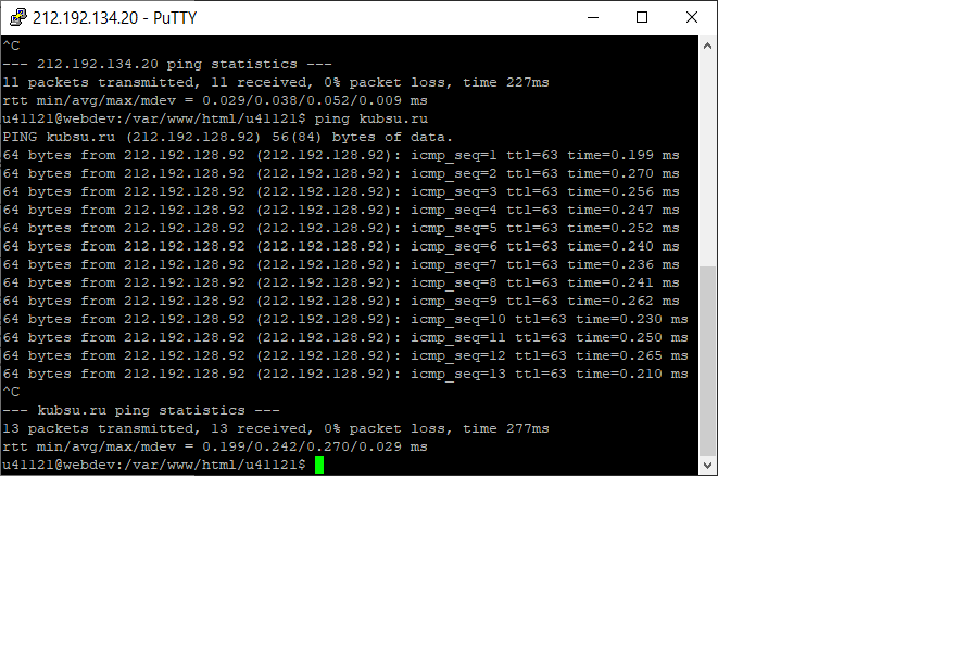 212.192.134.20 - PuTTY
^C
--- 212.192.134.20 ping statistics ---
11 packets transmitted, 11 received, 0% packet loss, time 227ms
rtt min/avg/max/mdev = 0.029/0.038/0.052/0.009 ms
u41121@webdev:/var/www/html/u41121$ ping kubsu.ru
PING kubsu.ru (212.192.128.92) 56(84) bytes of data.
64 bytes from 212.192.128.92 (212.192.128.92): icmp_seq=1 ttl=63 time=0.199 ms
64 bytes from 212.192.128.92 (212.192.128.92): icmp_seq=2 ttl=63 time=0.270 ms
64 bytes from 212.192.128.92 (212.192.128.92): icmp_seq=3 ttl=63 time=0.256 ms
64 bytes from 212.192.128.92 (212.192.128.92): icmp_seq=4 ttl=63 time=0.247 ms
64 bytes from 212.192.128.92 (212.192.128.92): icmp_seq=5 ttl=63 time=0.252 ms
64 bytes from 212.192.128.92 (212.192.128.92): icmp_seq=6 ttl=63 time=0.240 ms
64 bytes from 212.192.128.92 (212.192.128.92): icmp_seq=7 ttl=63 time=0.236 ms
64 bytes from 212.192.128.92 (212.192.128.92): icmp_seq=8 ttl=63 time=0.241 ms
64 bytes from 212.192.128.92 (212.192.128.92): icmp_seq=9 ttl=63 time=0.262 ms
64 bytes from 212.192.128.92 (212.192.128.92): icmp_seq=10 ttl=63 time=0.230 ms
64 bytes from 212.192.128.92 (212.192.128.92): icmp_seq=11 ttl=63 time=0.250 ms
64 bytes from 212.192.128.92 (212.192.128.92): icmp_seq=12 ttl=63 time=0.265 ms
64 bytes from 212.192.128.92 (212.192.128.92): icmp_seq=13 ttl=63 time=0.210 ms
^C
--- kubsu.ru ping statistics ---
13 packets transmitted, 13 received, 0% packet loss, time 277ms
rtt min/avg/max/mdev = 0.199/0.242/0.270/0.029 ms
u41121@webdev:/var/www/html/u41121$